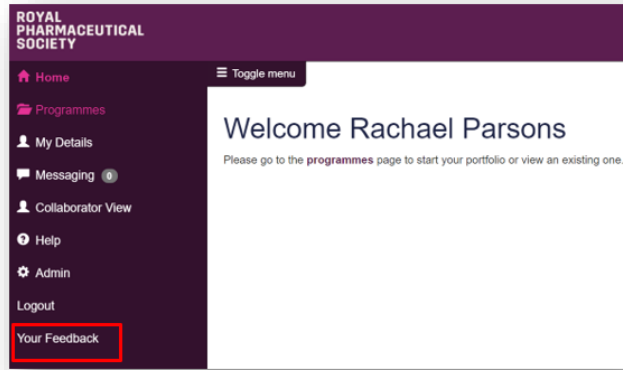 ROYAL
PHARMACEUTICAL
SOCIETY
Home
Programmes
My Details
Messaging 0
Collaborator View
Help
Admin
Logout
Your Feedback
Toggle menu
Welcome Rachael Parsons
Please go to the programmes page to start your portfolio or view an existing one.